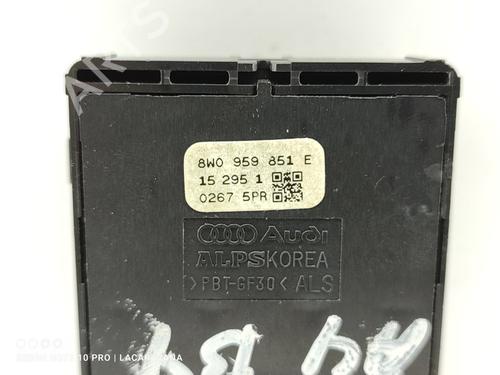 8W0 959 851 E
15 295 1
0267 5PR
Audi
ALPSKOREA
>PBT-GF30< ALS
A4 B9